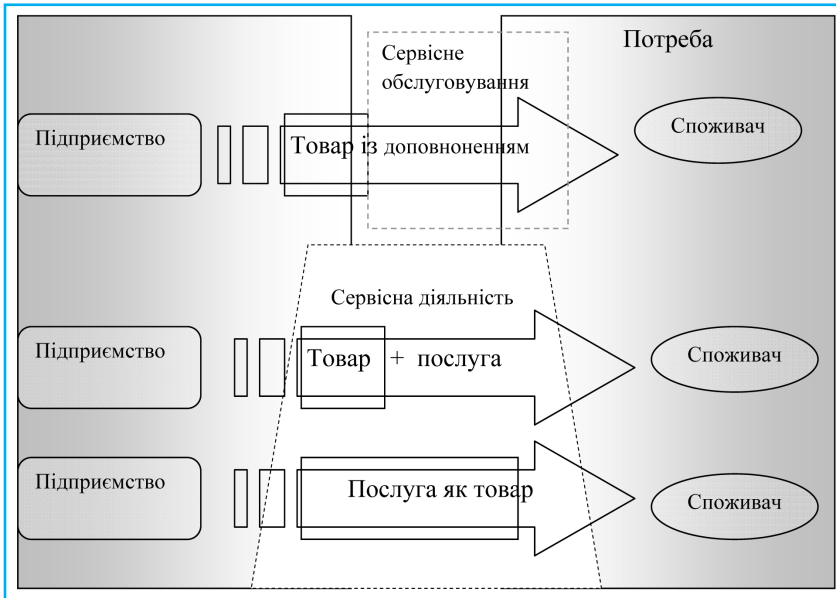 Потреба
Сервісне
обслуговування
Підприємство
Товар із доповноненням
Споживач
Сервісна діяльність
Підприємство
Товар + послуга
Споживач
Підприємство
Послуга як товар
Споживач